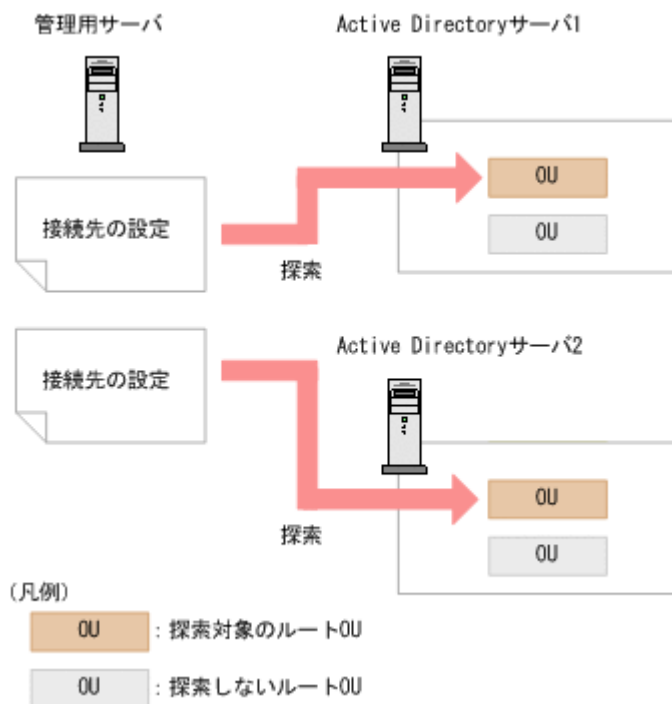 管理用サーバ
Active Directoryサーバ1
接続先の設定
OU
OU
探索
接続先の設定
Active Directoryサーバ2
OU
探索
OU
(凡例)
OU : 探索対象のルートOU
OU : 探索しないルートOU